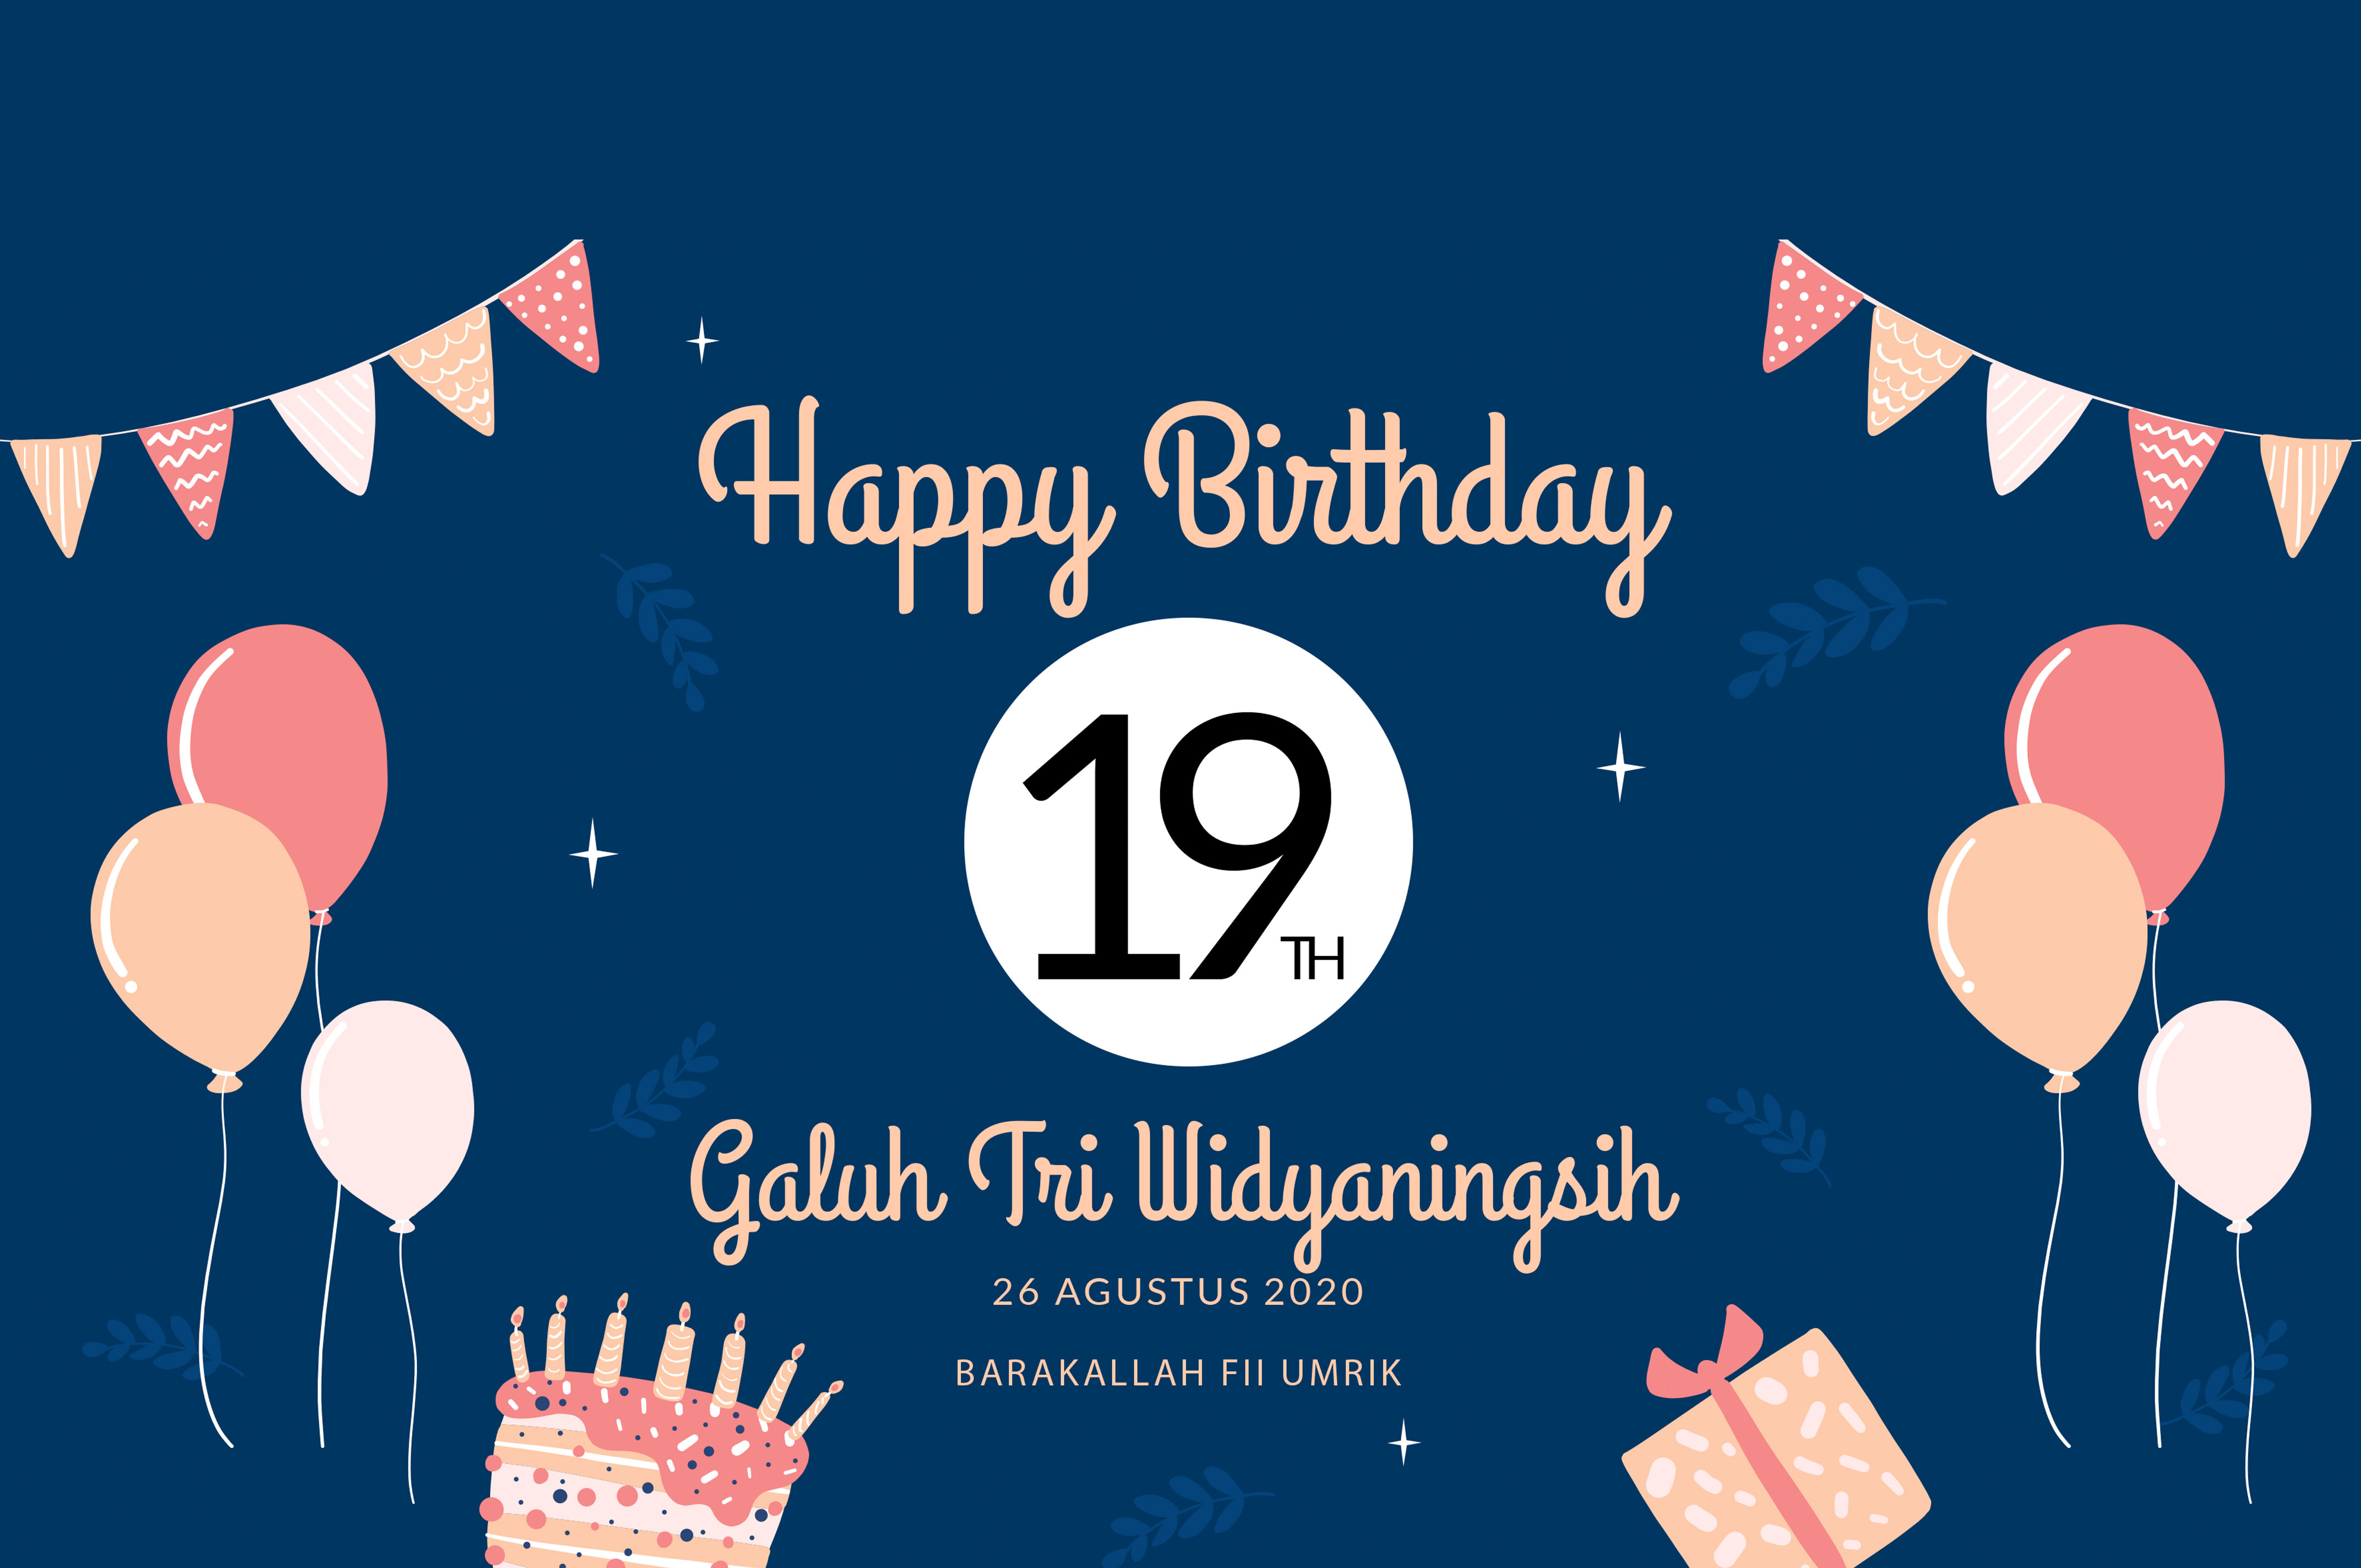 Happy Birthday
19TH
Galuh Tri Widyaningsih
26 AGUSTUS 2020
BARAKALLAH FII UMRIK